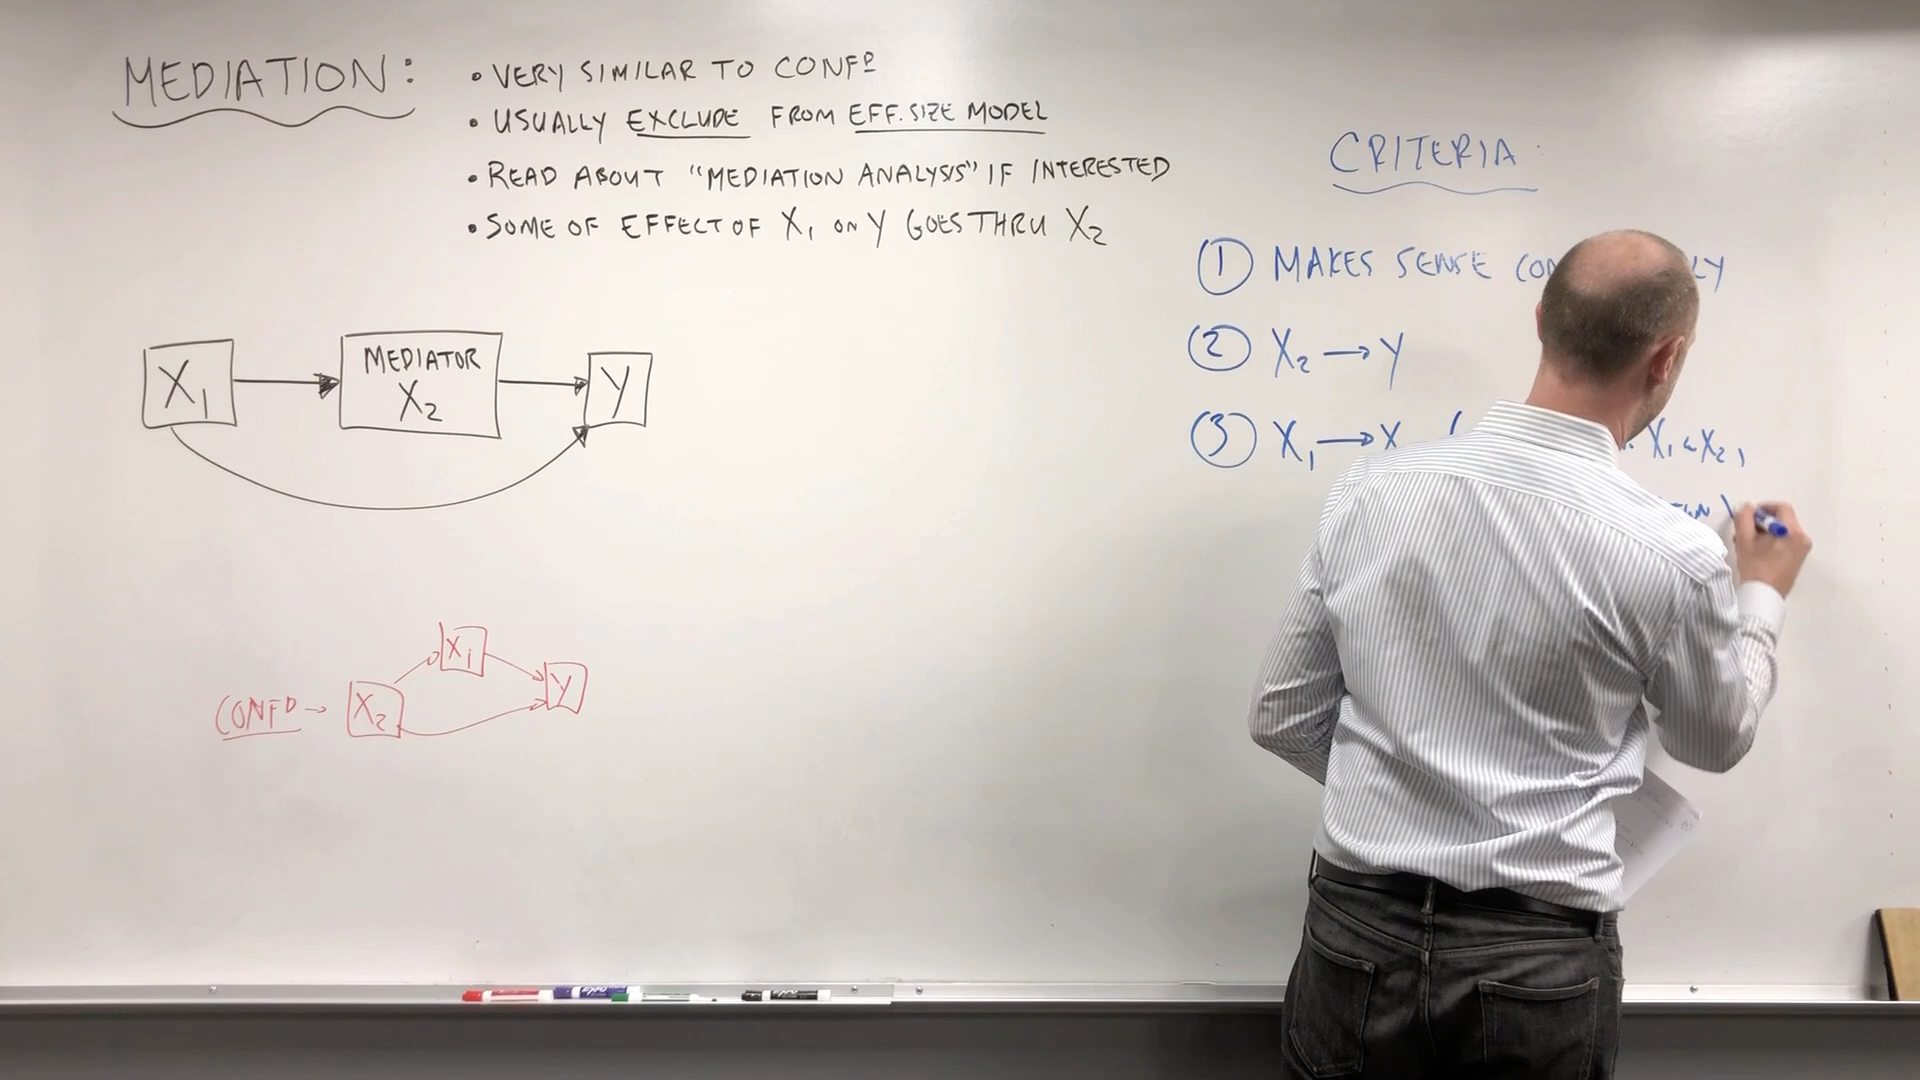 MEDIATION:
• VERY SIMILAR TO CONFD
• USUALLY EXCLUDE FROM EFF. SIZE MODEL
• READ ABOUT "MEDIATION ANALYSIS" IF INTERESTED
• SOME OF EFFECT OF X1 ON Y GOES THRU X2
X1 → MEDIATOR X2 → Y
CONFD → X2 X1 Y
CRITERIA:
① MAKES SENSE
② X2 → Y
③ X1 → X ( X1 & X2,